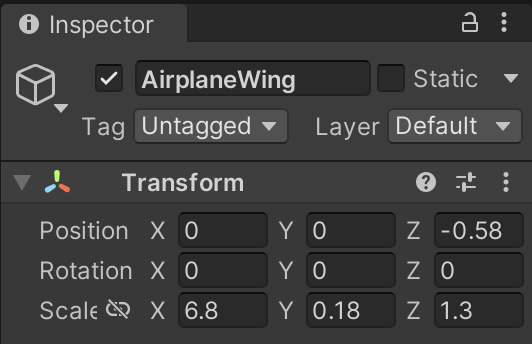 Inspector
AirplaneWing Static
Tag Untagged Layer Default
Transform
Position X 0 Y 0 Z -0.58
Rotation X 0 Y 0 Z 0
Scale X 6.8 Y 0.18 Z 1.3